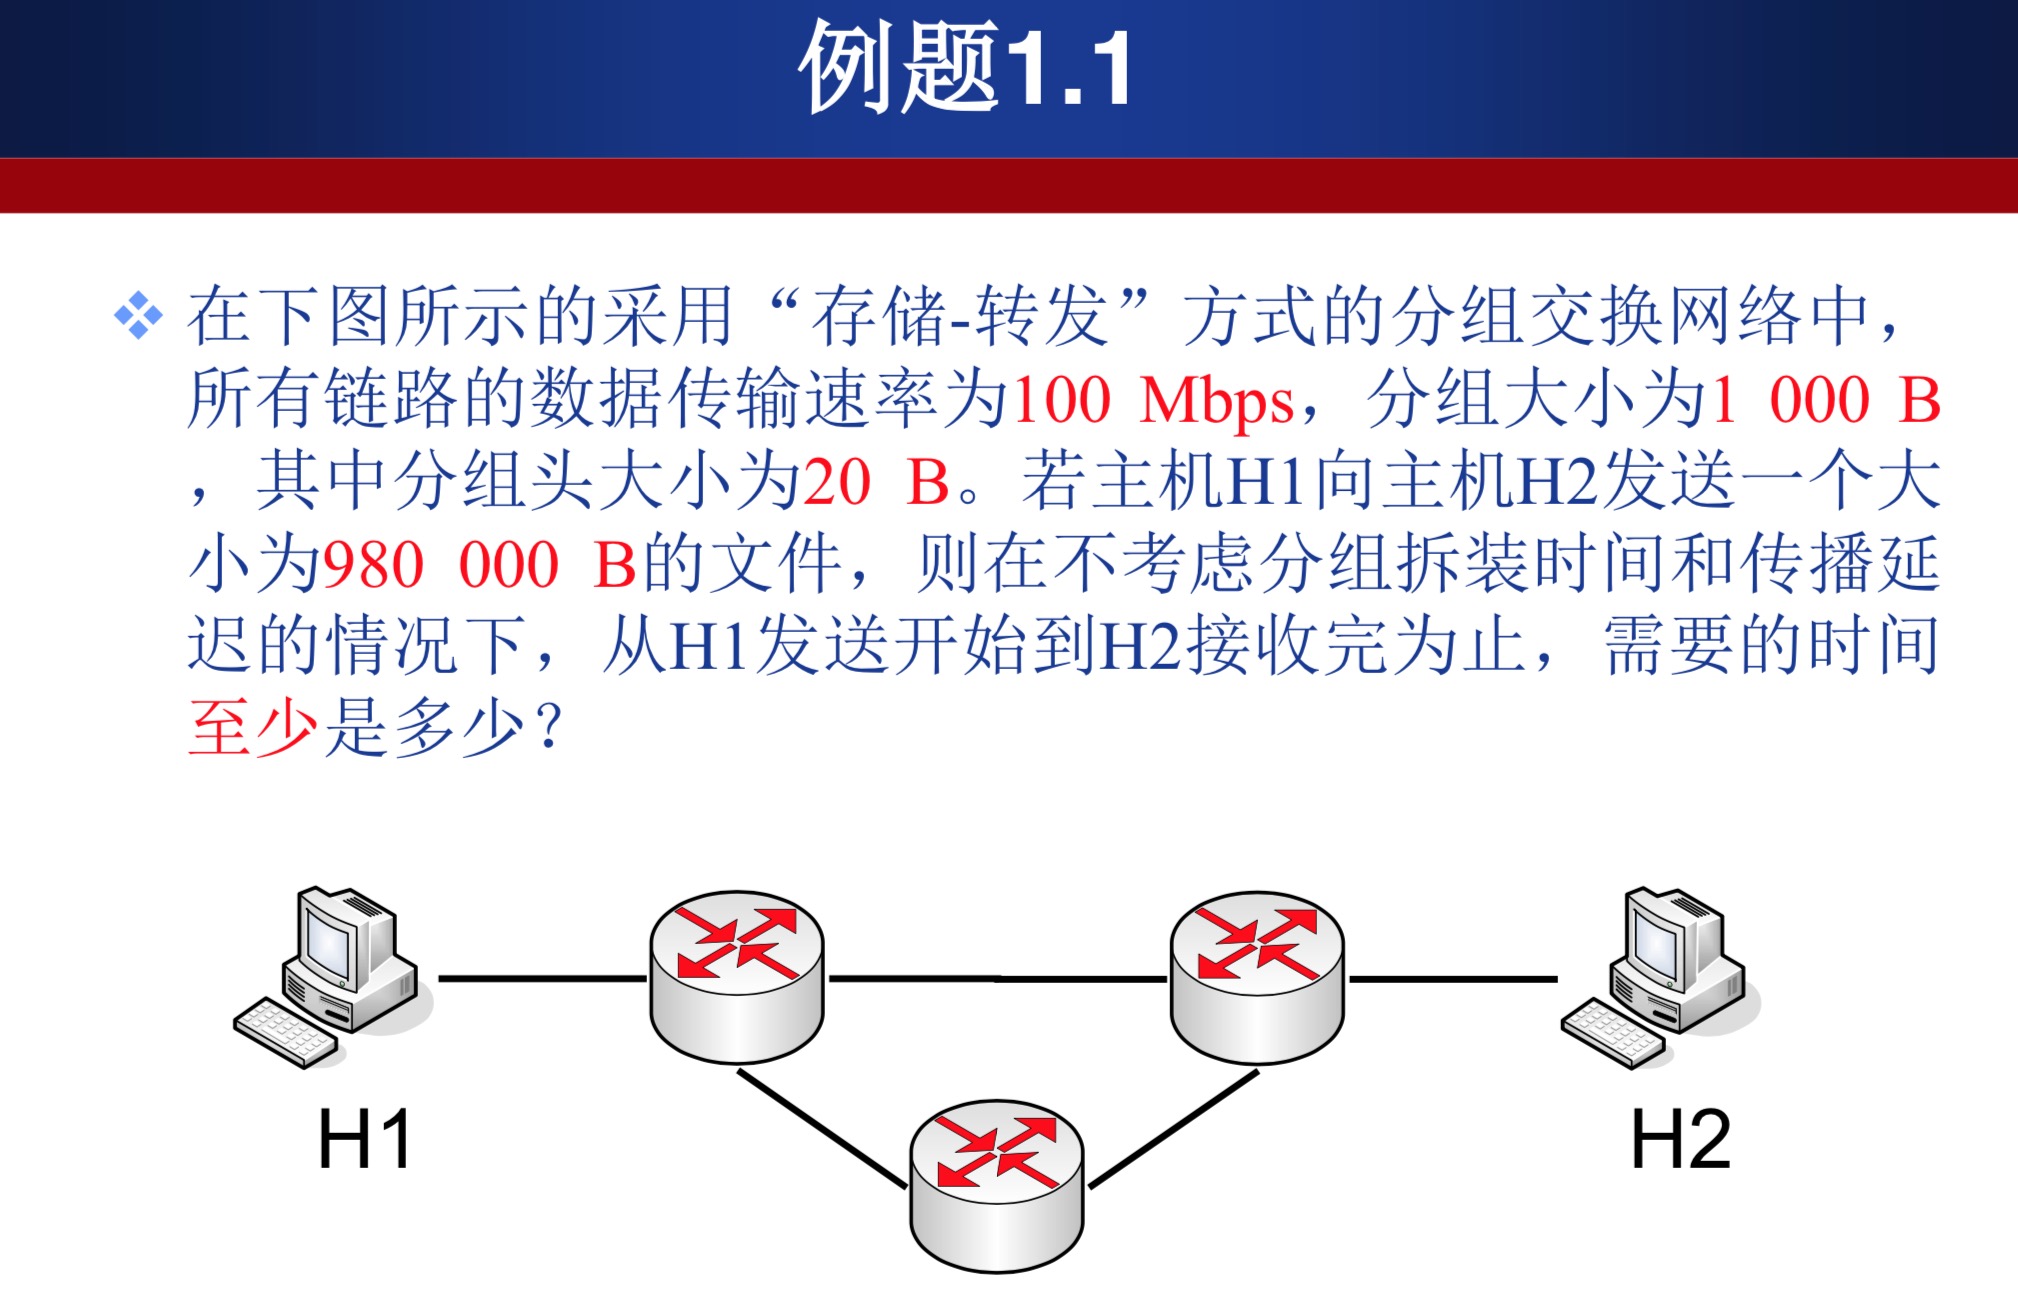 例题1.1
在下图所示的采用“存储-转发”方式的分组交换网络中，
所有链路的数据传输速率为100 Mbps，分组大小为1 000 B
，其中分组头大小为20 B。若主机H1向主机H2发送一个大
小为980 000 B的文件，则在不考虑分组拆装时间和传播延
迟的情况下，从H1发送开始到H2接收完为止，需要的时间
至少是多少？
H1
H2